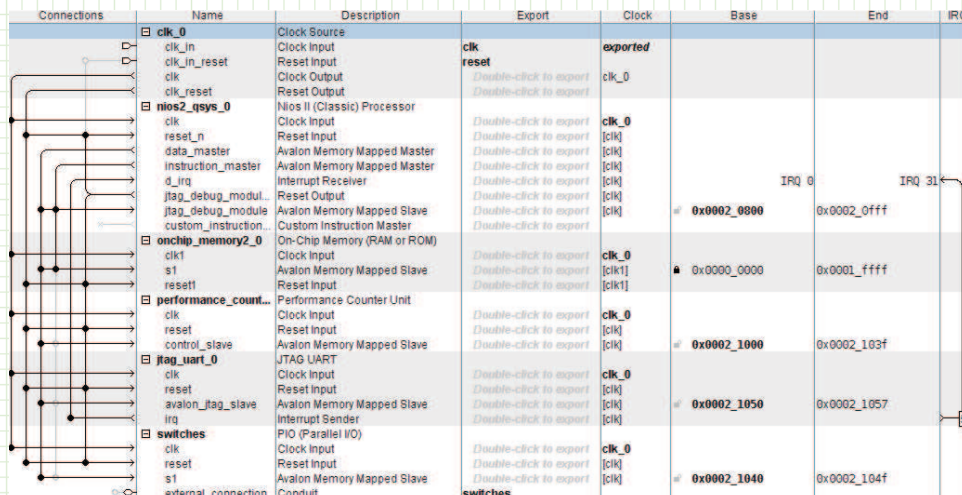 Connections Name Description Export Clock Base End IR
clk_0 Clock Source
clk_in Clock Input clk exported
clk_in_reset Reset Input reset
clk Clock Output Double-click to export clk_0
clk_reset Reset Output Double-click to export
nios2_qsys_0 Nios II (Classic) Processor
clk Clock Input Double-click to export clk_0
reset_n Reset Input Double-click to export [clk]
data_master Avalon Memory Mapped Master Double-click to export [clk]
instruction_master Avalon Memory Mapped Master Double-click to export [clk]
d_irq Interrupt Receiver Double-click to export [clk] IRQ 0 IRQ 31
jtag_debug_modul... Reset Output Double-click to export [clk]
jtag_debug_module Avalon Memory Mapped Slave Double-click to export [clk] 0x0002_0800 0x0002_0fff
custom_instruction... Custom Instruction Master Double-click to export
onchip_memory2_0 On-Chip Memory (RAM or ROM)
clk1 Clock Input Double-click to export clk_0
s1 Avalon Memory Mapped Slave Double-click to export [clk1] 0x0000_0000 0x0001_ffff
reset1 Reset Input Double-click to export [clk1]
performance_count... Performance Counter Unit
clk Clock Input Double-click to export clk_0
reset Reset Input Double-click to export [clk]
control_slave Avalon Memory Mapped Slave Double-click to export [clk] 0x0002_1000 0x0002_103f
jtag_uart_0 JTAG UART
clk Clock Input Double-click to export clk_0
reset Reset Input Double-click to export [clk]
avalon_jtag_slave Avalon Memory Mapped Slave Double-click to export [clk] 0x0002_1050 0x0002_1057
irq Interrupt Sender Double-click to export [clk]
switches PIO (Parallel I/O)
clk Clock Input Double-click to export clk_0
reset Reset Input Double-click to export [clk]
s1 Avalon Memory Mapped Slave Double-click to export [clk] 0x0002_1040 0x0002_104f
external_connection Conduit switches